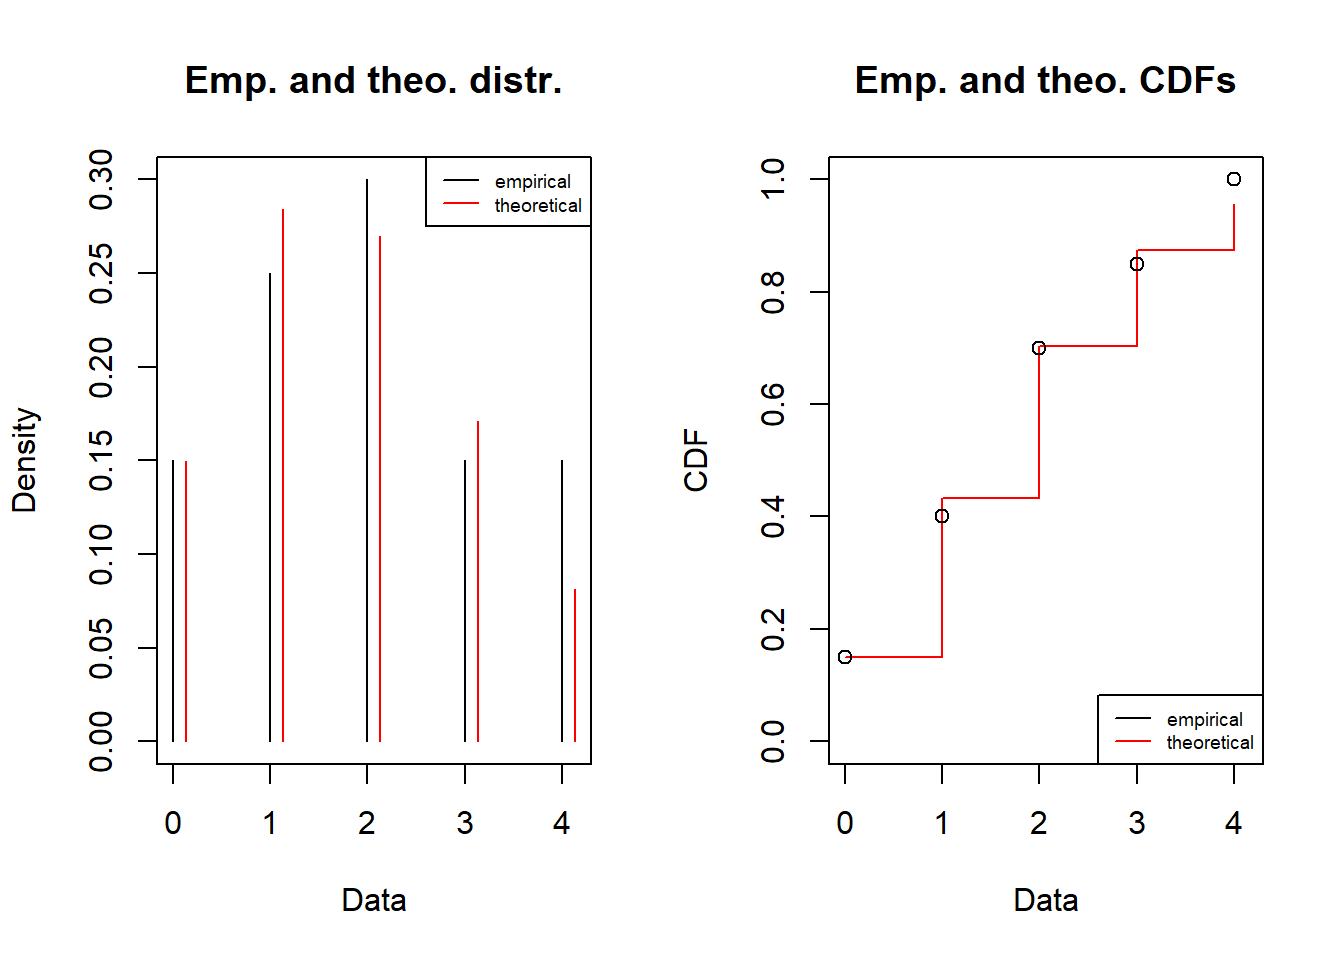 Emp. and theo. distr.
empirical
theoretical
Density
0.00
0.05
0.10
0.15
0.20
0.25
0.30
0 1 2 3 4
Data
Emp. and theo. CDFs
CDF
0.0
0.2
0.4
0.6
0.8
1.0
empirical
theoretical
0 1 2 3 4
Data